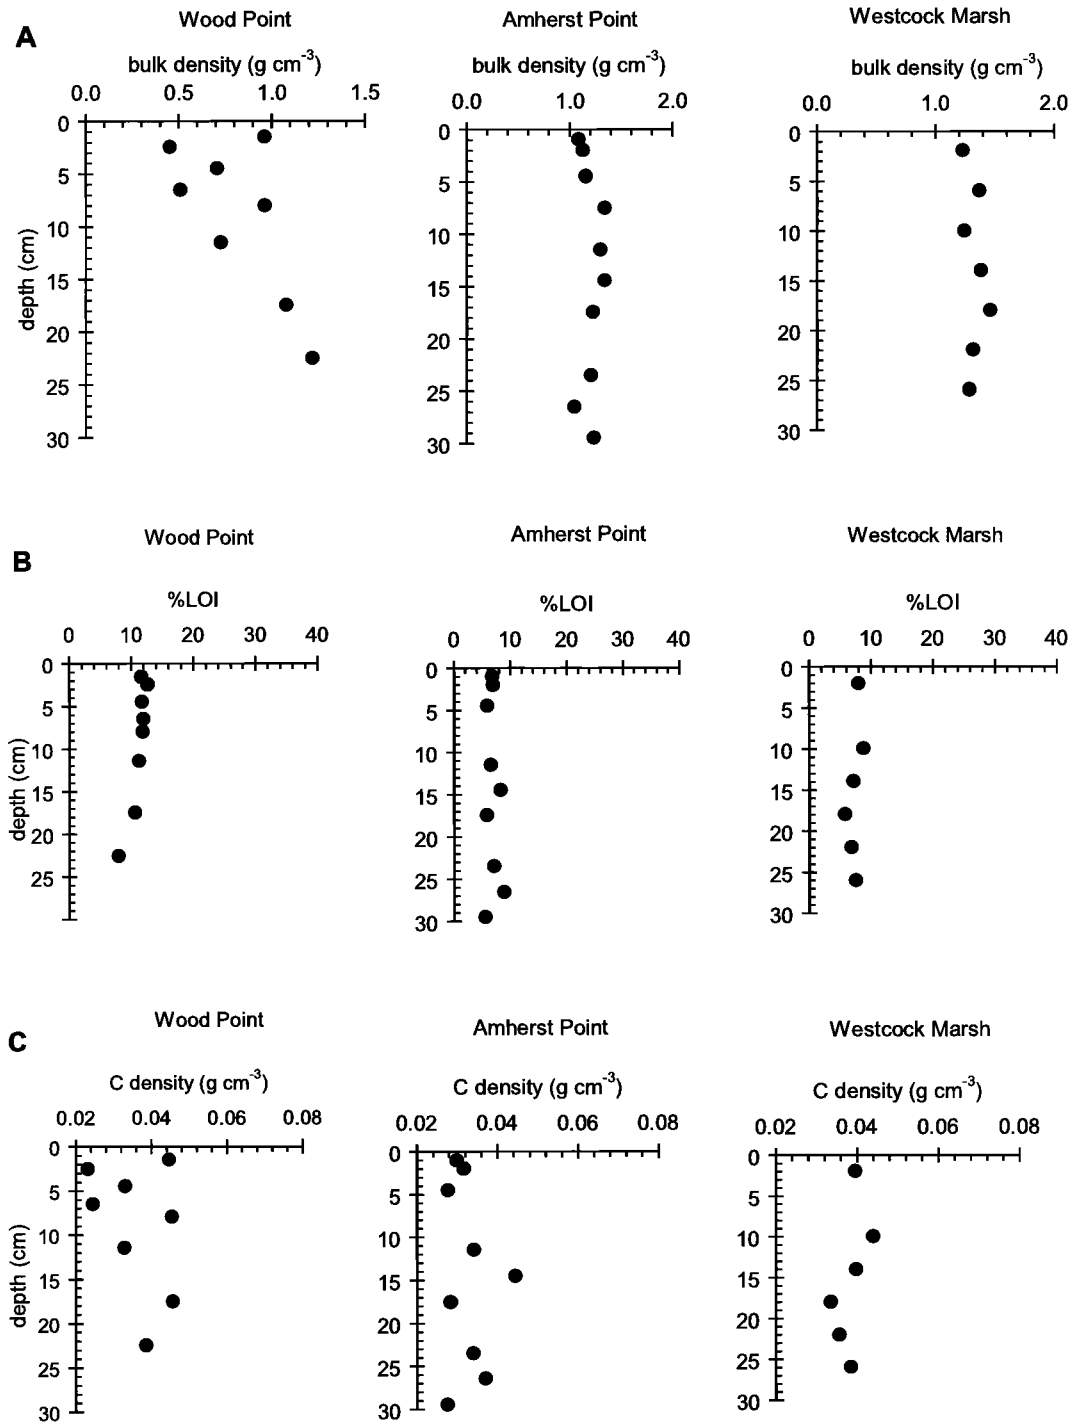 A
Wood Point
Amherst Point
Westcock Marsh
bulk density (g cm-3)
bulk density (g cm-3)
bulk density (g cm-3)
0.0 0.5 1.0 1.5
0.0 1.0 2.0
0.0 1.0 2.0
depth (cm)
0
5
10
15
20
25
30
0
5
10
15
20
25
30
0
5
10
15
20
25
30
B
Wood Point
Amherst Point
Westcock Marsh
%LOI
%LOI
%LOI
0 10 20 30 40
0 10 20 30 40
0 10 20 30 40
depth (cm)
0
5
10
15
20
25
0
5
10
15
20
25
30
0
5
10
15
20
25
30
C
Wood Point
Amherst Point
Westcock Marsh
C density (g cm-3)
C density (g cm-3)
C density (g cm-3)
0.02 0.04 0.06 0.08
0.02 0.04 0.06 0.08
0.02 0.04 0.06 0.08
depth (cm)
0
5
10
15
20
25
30
0
5
10
15
20
25
30
0
5
10
15
20
25
30